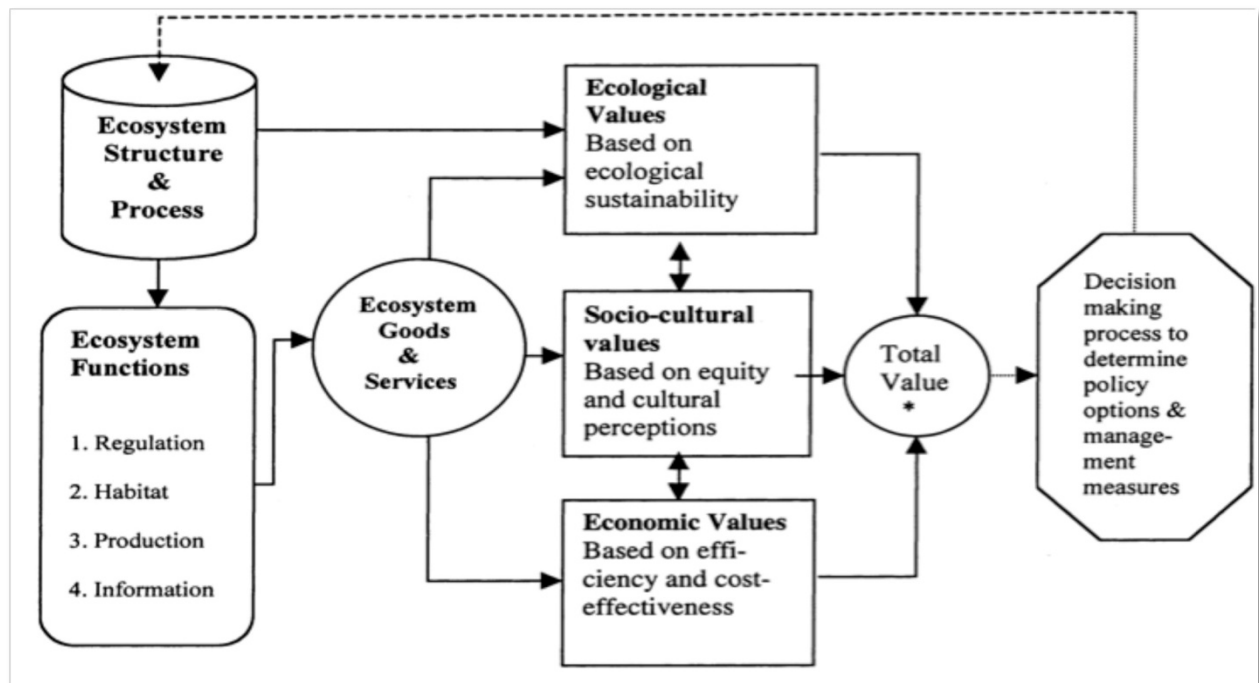 Ecosystem
Structure
&
Process
Ecosystem
Functions
1. Regulation
2. Habitat
3. Production
4. Information
Ecosystem
Goods
&
Services
Ecological
Values
Based on
ecological
sustainability
Socio-cultural
values
Based on equity
and cultural
perceptions
Economic Values
Based on effi-
ciency and cost-
effectiveness
Total
Value
*
Decision
making
process to
determine
policy
options &
manage-
ment
measures